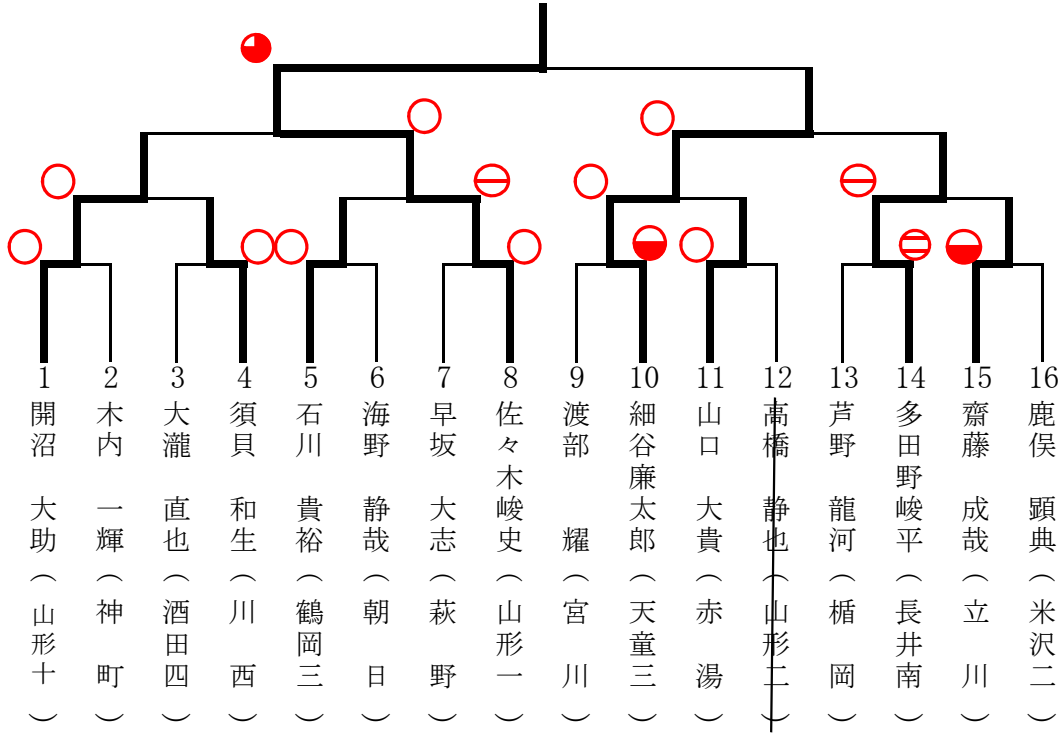 1 開沼 大助（山形十）
2 木内 一輝（神町）
3 大瀧 直也（酒田四）
4 須貝 和生（川西）
5 石川 貴裕（鶴岡三）
6 海野 静哉（朝日）
7 早坂 大志（萩野）
8 佐々木峻史（山形一）
9 渡部 耀（宮川）
10 細谷廉太郎（天童三）
11 山口 大貴（赤湯）
12 高橋 静也（山形二）
13 芦野 龍河（楯岡）
14 多田野峻平（長井南）
15 齋藤 成哉（立川）
16 鹿俣 顕典（米沢二）